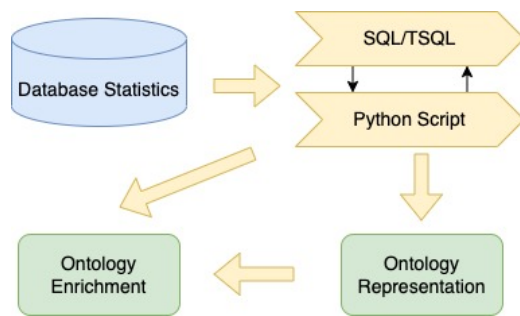 SQL/TSQL
Database Statistics
Python Script
Ontology
Enrichment
Ontology
Representation